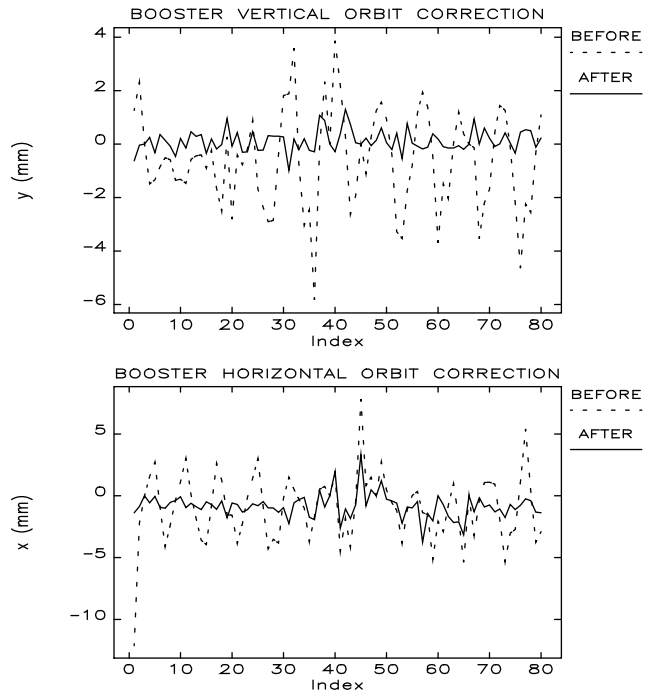 BOOSTER VERTICAL ORBIT CORRECTION
BEFORE
AFTER
y (mm)
4
2
0
−2
−4
−6
0 10 20 30 40 50 60 70 80
Index
BOOSTER HORIZONTAL ORBIT CORRECTION
BEFORE
AFTER
x (mm)
5
0
−5
−10
0 10 20 30 40 50 60 70 80
Index